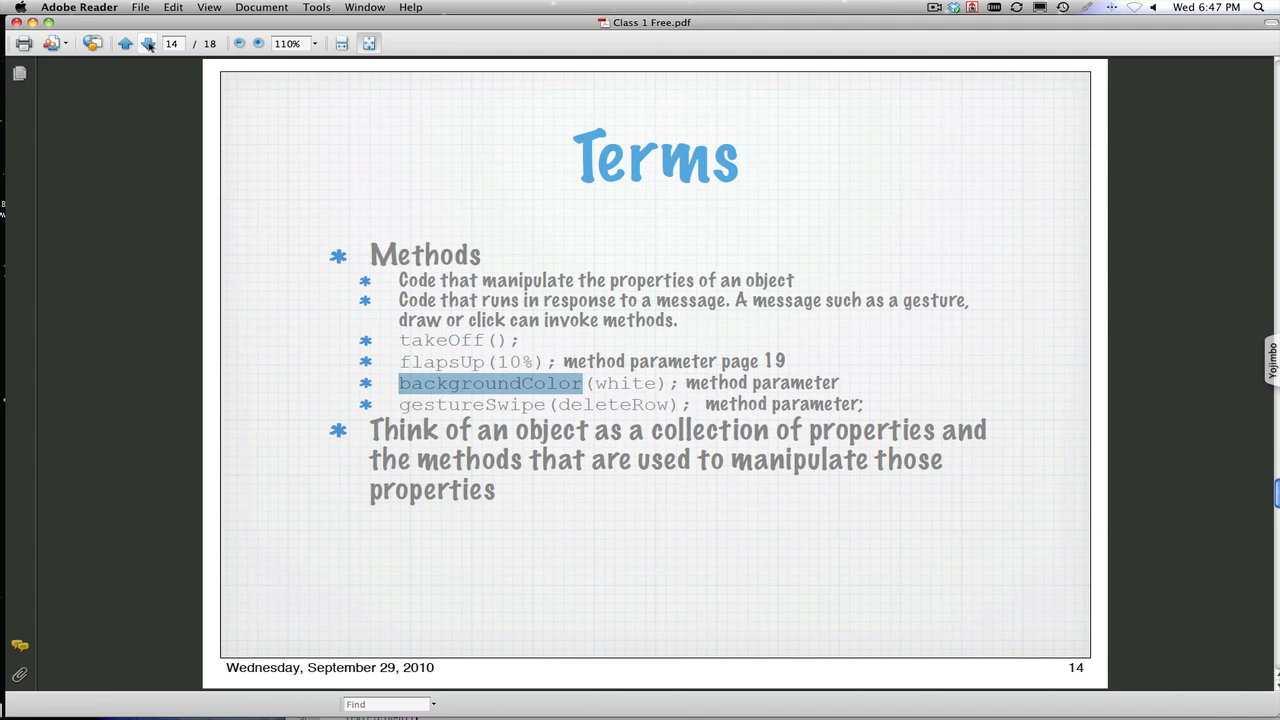 Adobe Reader File Edit View Document Tools Window Help Wed 6:47 PM
Class 1 Free.pdf
14 / 18 110%
Terms
* Methods
* Code that manipulate the properties of an object
* Code that runs in response to a message. A message such as a gesture,
draw or click can invoke methods.
* takeOff();
* flapsUp(10%); method parameter page 19
* backgroundColor(white); method parameter
* gestureSwipe(deleteRow); method parameter;
* Think of an object as a collection of properties and
the methods that are used to manipulate those
properties
Yojimbo
Wednesday, September 29, 2010 14
Find